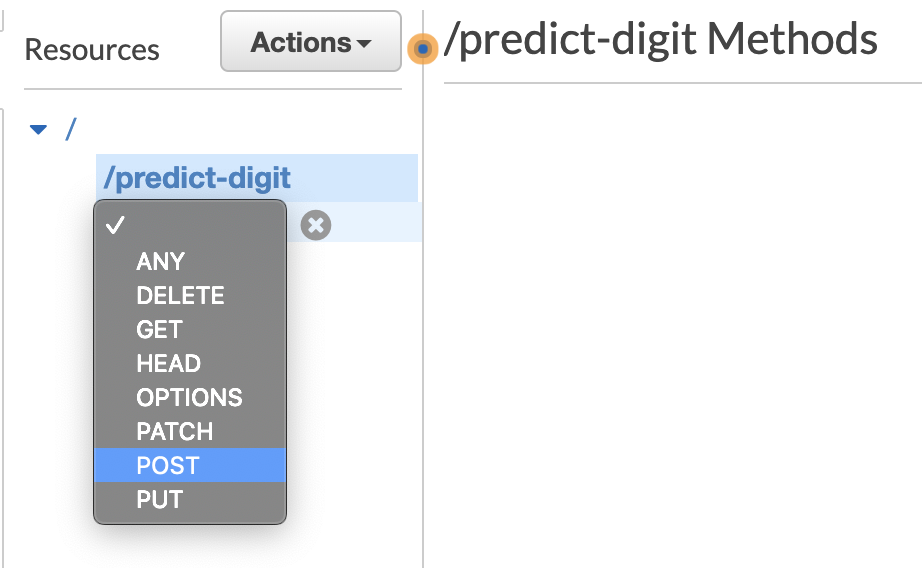 Resources
Actions
/predict-digit Methods
/
/predict-digit
ANY
DELETE
GET
HEAD
OPTIONS
PATCH
POST
PUT